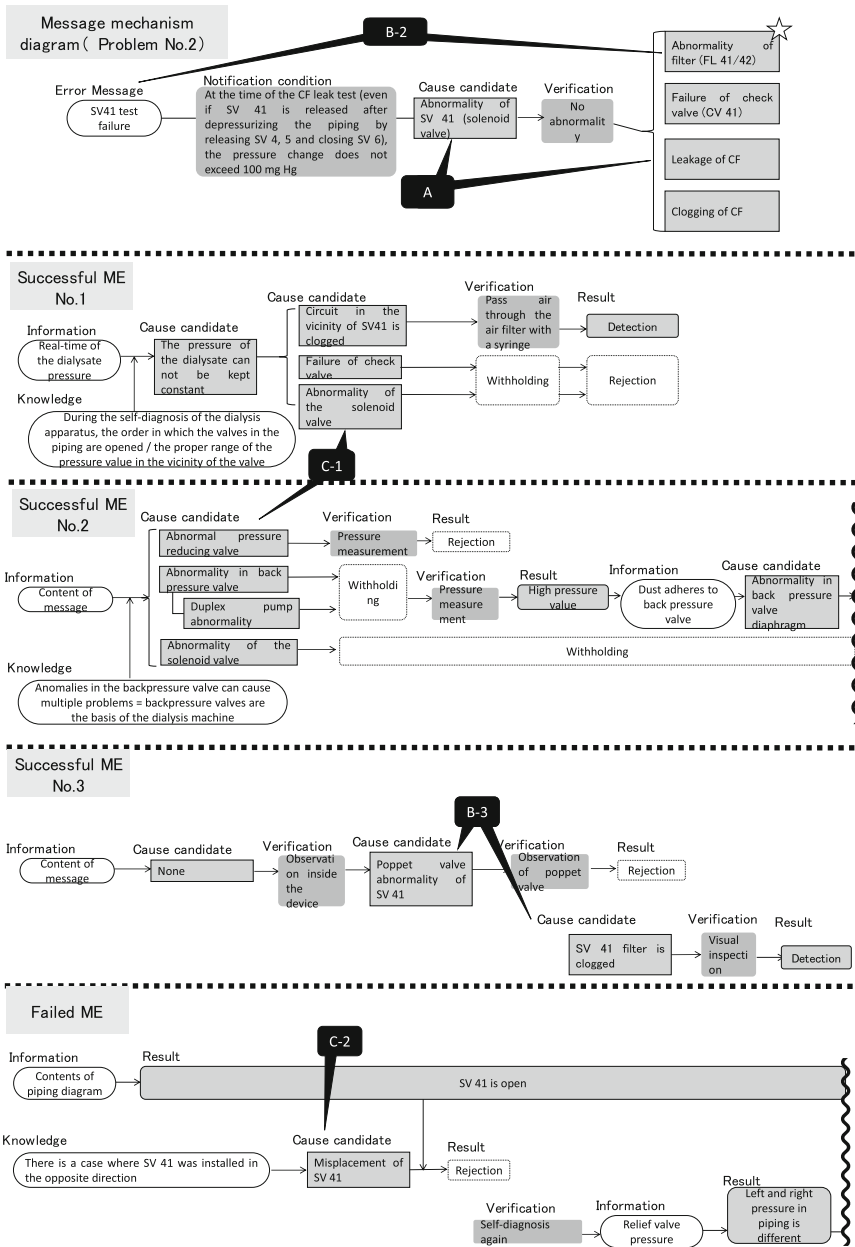 Message mechanism
diagram( Problem No.2)
B-2
Error Message
SV41 test
failure
Notification condition
At the time of the CF leak test (even
if SV 41 is released after
depressurizing the piping by
releasing SV 4, 5 and closing SV 6),
the pressure change does not
exceed 100 mg Hg
Cause candidate
Abnormality of
SV 41 (solenoid
valve)
Verification
No
abnormalit
y
Abnormality of
filter (FL 41/42)
Failure of check
valve (CV 41)
Leakage of CF
Clogging of CF
A
Successful ME
No.1
Information
Real-time of
the dialysate
pressure
Knowledge
During the self-diagnosis of the dialysis
apparatus, the order in which the valves in the
piping are opened / the proper range of the
pressure value in the vicinity of the valve
Cause candidate
The pressure of
the dialysate can
not be kept
constant
Cause candidate
Circuit in the
vicinity of SV41 is
clogged
Failure of check
valve
Abnormality of
the solenoid
valve
Verification
Pass air
through the
air filter with
a syringe
Result
Detection
Withholding
Rejection
C-1
Successful ME
No.2
Information
Content of
message
Knowledge
Anomalies in the backpressure valve can cause
multiple problems = backpressure valves are
the basis of the dialysis machine
Cause candidate
Abnormal pressure
reducing valve
Abnormality in back
pressure valve
Duplex pump
abnormality
Abnormality of the
solenoid valve
Verification
Pressure
measurement
Result
Rejection
Withholdi
ng
Verification
Pressure
measure
ment
Result
High pressure
value
Information
Dust adheres to
back pressure
valve
Cause candidate
Abnormality in
back pressure
valve
diaphragm
Withholding
Successful ME
No.3
Information
Content of
message
Cause candidate
None
Verification
Observati
on inside
the
device
Cause candidate
Poppet valve
abnormality of
SV 41
B-3
Verification
Observation
of poppet
valve
Result
Rejection
Cause candidate
SV 41 filter is
clogged
Verification
Visual
inspecti
on
Result
Detection
Failed ME
Information
Contents of
piping diagram
Result
SV 41 is open
C-2
Knowledge
There is a case where SV 41 was installed in
the opposite direction
Cause candidate
Misplacement of
SV 41
Result
Rejection
Verification
Self-diagnosis
again
Information
Relief valve
pressure
Result
Left and right
pressure in
piping is
different